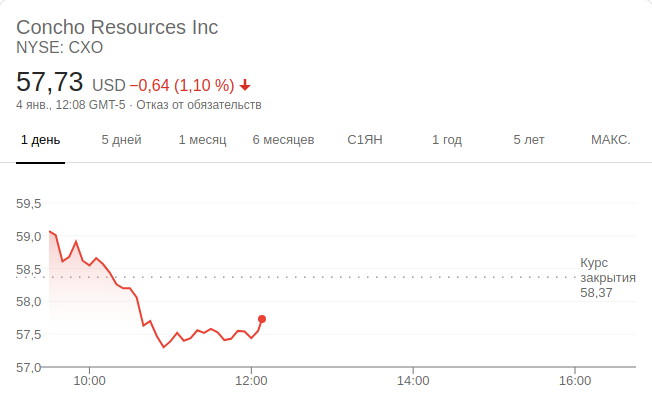 Concho Resources Inc
NYSE: CXO
57,73 USD −0,64 (1,10 %)
4 янв., 12:08 GMT-5 · Отказ от обязательств
1 день 5 дней 1 месяц 6 месяцев С1ЯН 1 год 5 лет МАКС.
59,5
59,0
58,5
58,0
57,5
57,0
Курс
закрытия
58,37
10:00 12:00 14:00 16:00